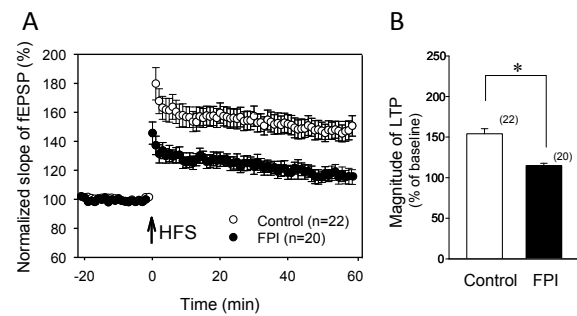 A
Normalized slope of fEPSP (%)
200
180
160
140
120
100
80
60
-20
0
20
40
60
HFS
Control (n=22)
FPI (n=20)
Time (min)
B
Magnitude of LTP
(% of baseline)
200
150
100
50
0
*
(22)
(20)
Control
FPI